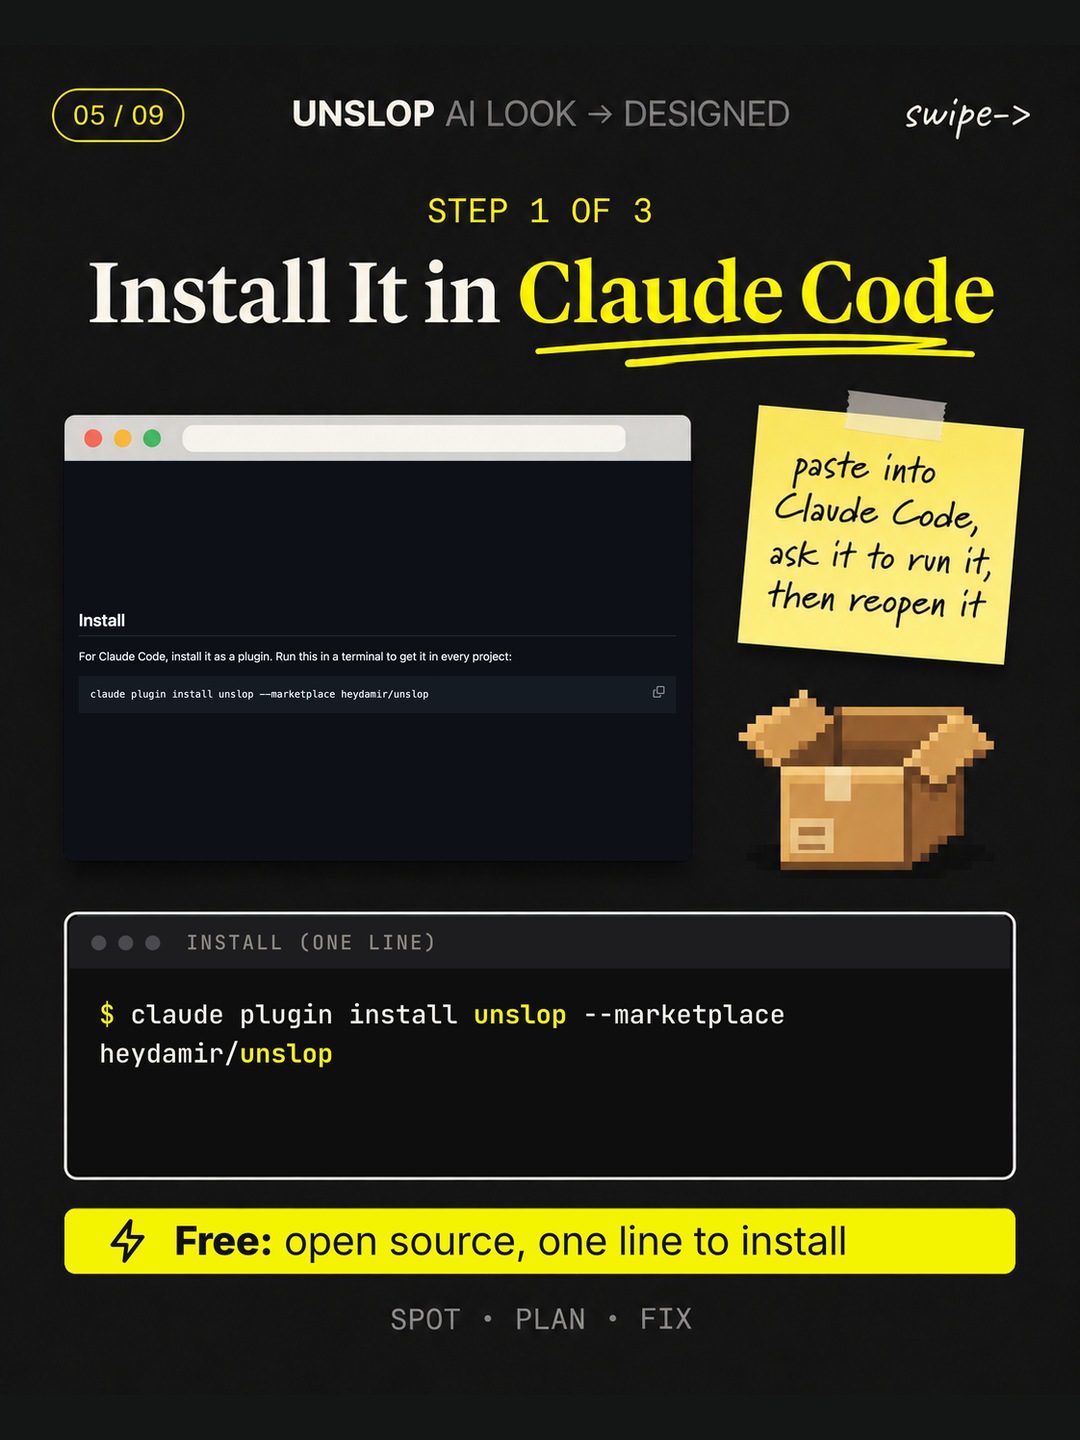 05 / 09
UNSLOP AI LOOK → DESIGNED
swipe->
STEP 1 OF 3
Install It in Claude Code
Install
For Claude Code, install it as a plugin. Run this in a terminal to get it in every project:
claude plugin install unslop --marketplace heydamir/unslop
paste into
Claude Code,
ask it to run it,
then reopen it
INSTALL (ONE LINE)
$ claude plugin install unslop --marketplace
heydamir/unslop
Free: open source, one line to install
SPOT • PLAN • FIX